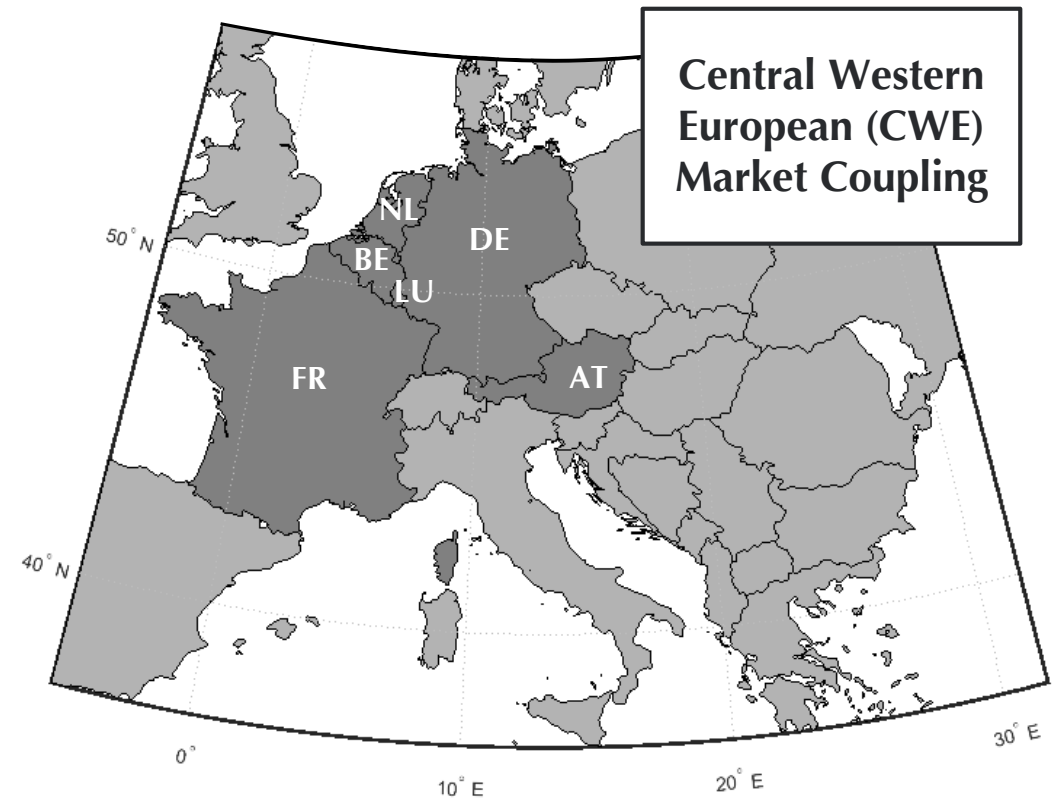 Central Western
European (CWE)
Market Coupling
NL
DE
50° N
BE
LU
FR
AT
40° N
0°
10° E
20° E
30° E